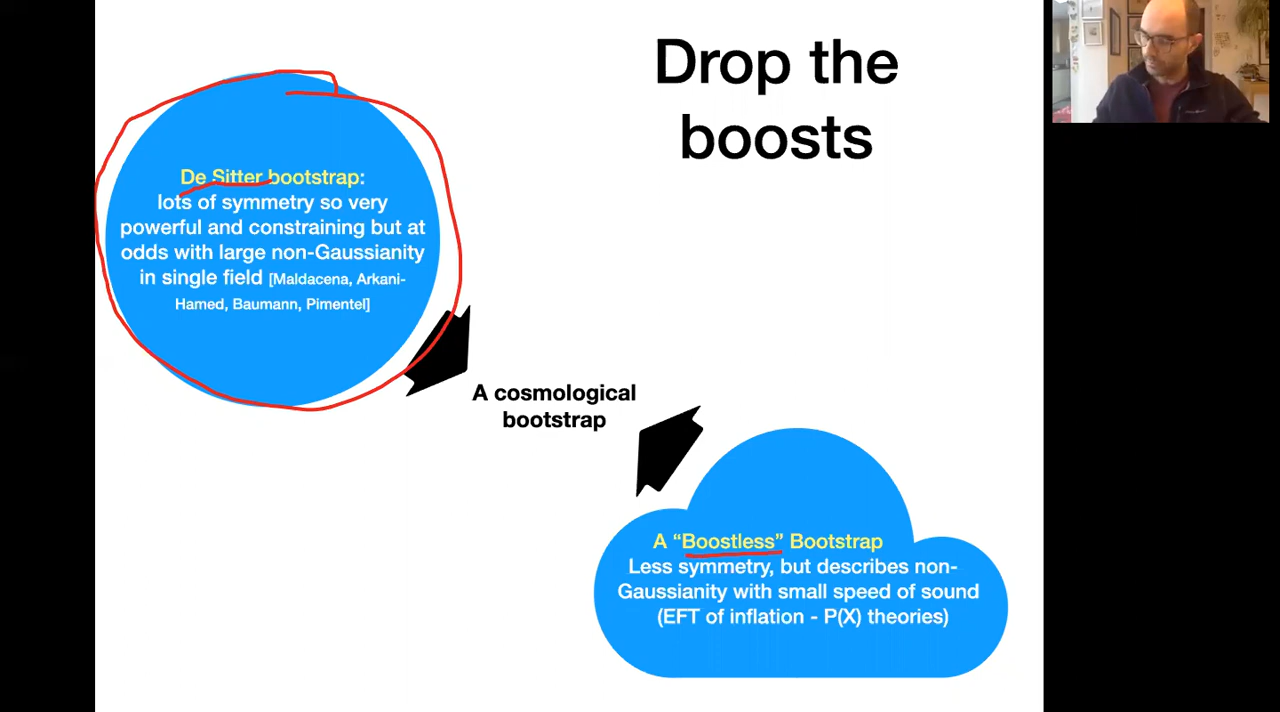 Drop the
boosts
De Sitter bootstrap:
lots of symmetry so very
powerful and constraining but at
odds with large non-Gaussianity
in single field [Maldacena, Arkani-
Hamed, Baumann, Pimentel]
A cosmological
bootstrap
A “Boostless” Bootstrap
Less symmetry, but describes non-
Gaussianity with small speed of sound
(EFT of inflation - P(X) theories)